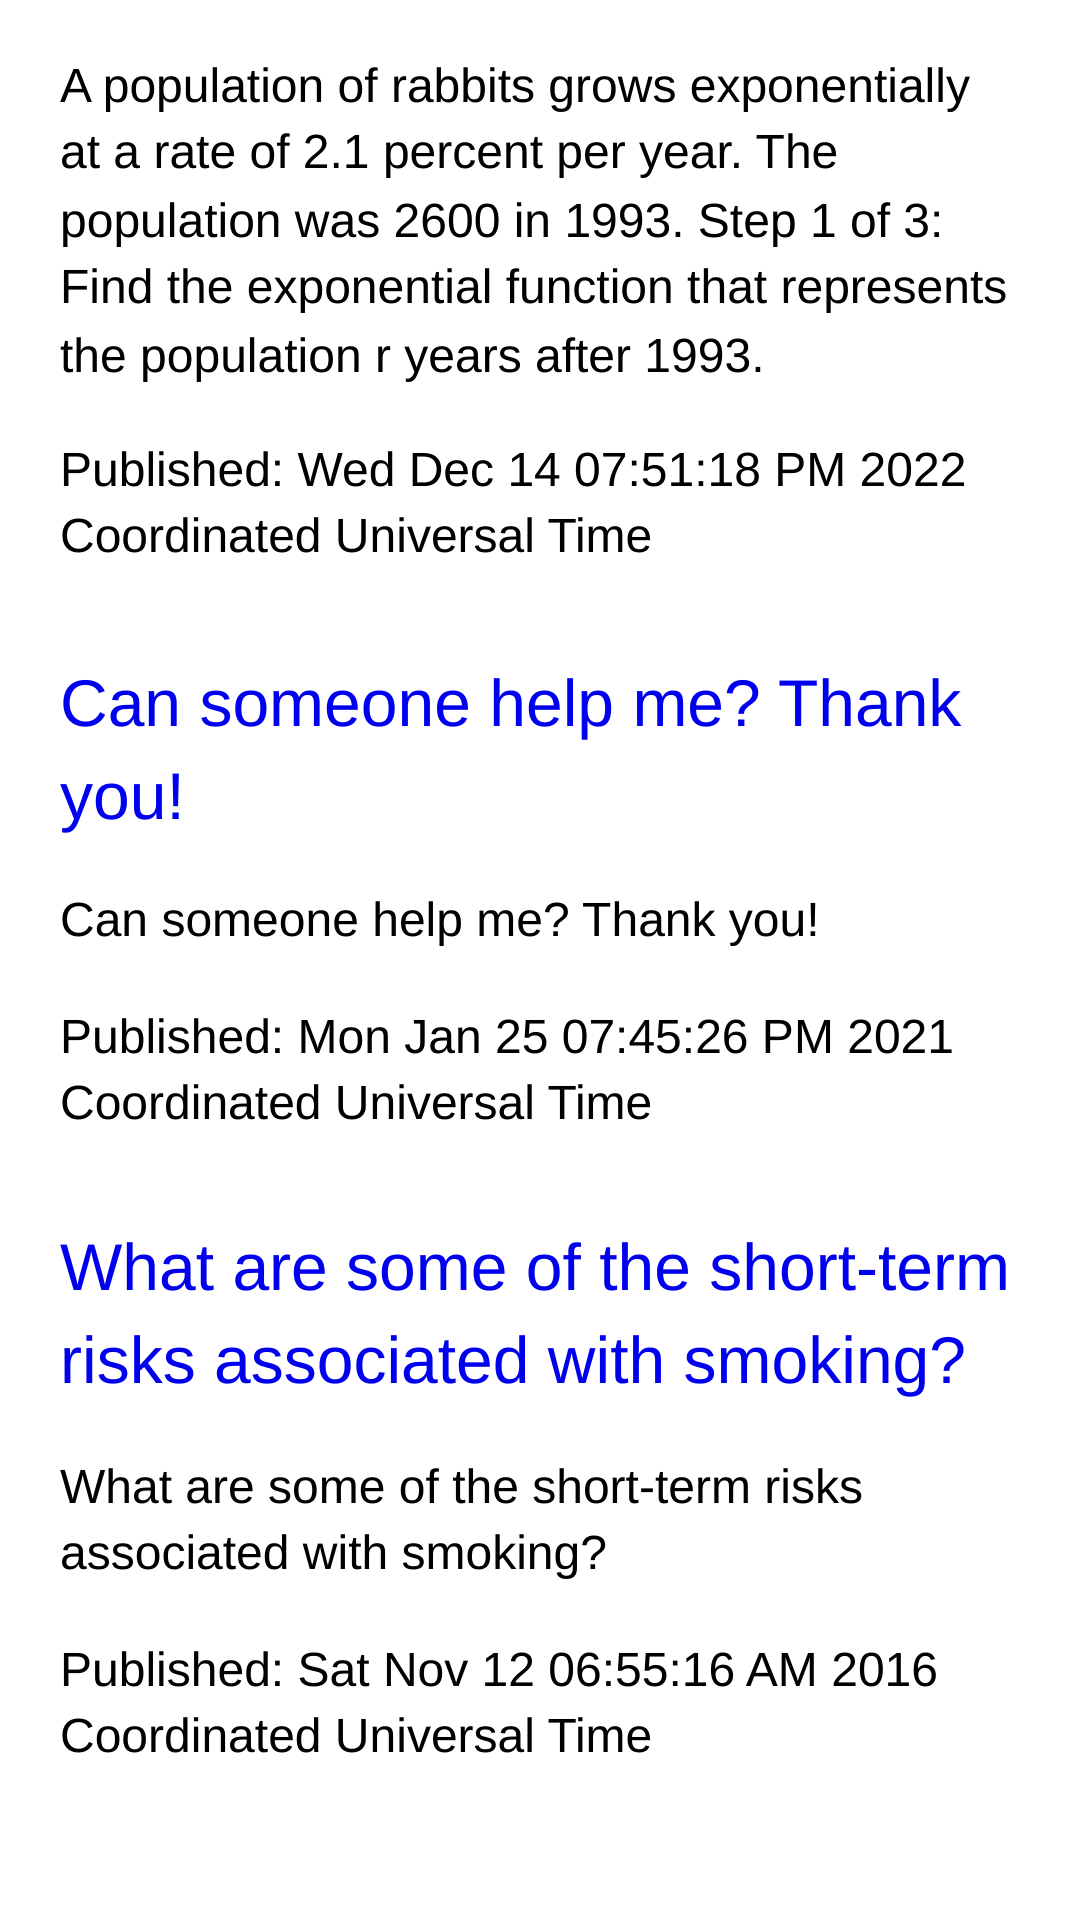 A population of rabbits grows exponentially
at a rate of 2.1 percent per year. The
population was 2600 in 1993. Step 1 of 3:
Find the exponential function that represents
the population r years after 1993.
Published: Wed Dec 14 07:51:18 PM 2022
Coordinated Universal Time
Can someone help me? Thank
you!
Can someone help me? Thank you!
Published: Mon Jan 25 07:45:26 PM 2021
Coordinated Universal Time
What are some of the short-term
risks associated with smoking?
What are some of the short-term risks
associated with smoking?
Published: Sat Nov 12 06:55:16 AM 2016
Coordinated Universal Time